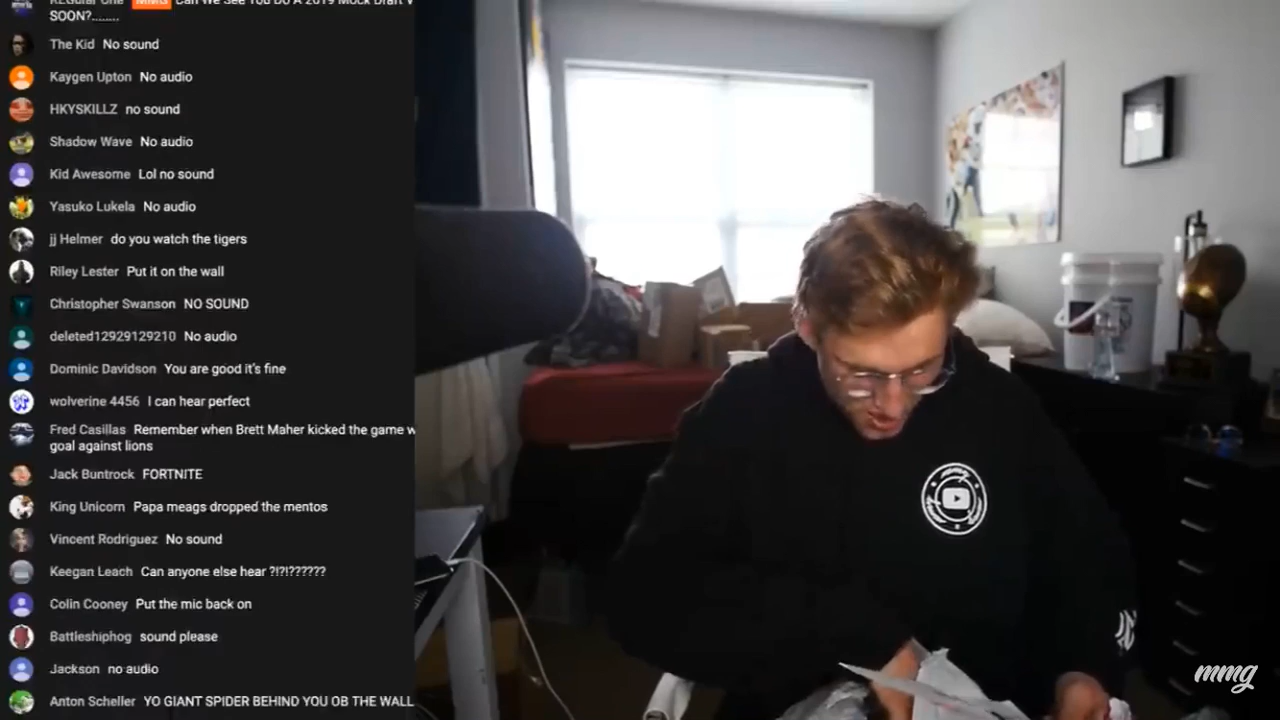 REGular One MMG Can We See You Do A 2019 Mock Draft V
SOON?........
The Kid No sound
Kaygen Upton No audio
HKYSKILLZ no sound
Shadow Wave No audio
Kid Awesome Lol no sound
Yasuko Lukela No audio
jj Helmer do you watch the tigers
Riley Lester Put it on the wall
Christopher Swanson NO SOUND
deleted12929129210 No audio
Dominic Davidson You are good it's fine
wolverine 4456 I can hear perfect
Fred Casillas Remember when Brett Maher kicked the game w
goal against lions
Jack Buntrock FORTNITE
King Unicorn Papa meags dropped the mentos
Vincent Rodriguez No sound
Keegan Leach Can anyone else hear ?!?!??????
Colin Cooney Put the mic back on
Battleshiphog sound please
Jackson no audio
Anton Scheller YO GIANT SPIDER BEHIND YOU OB THE WALL
mmg